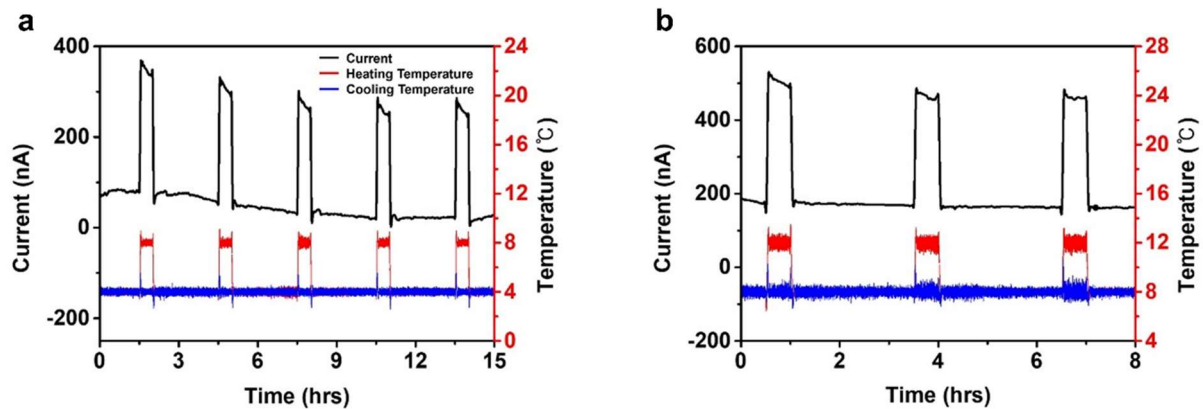 a
400
200
0
-200
Current (nA)
0 3 6 9 12 15
Time (hrs)
24
20
16
12
8
4
0
Temperature (℃)
Current
Heating Temperature
Cooling Temperature
b
600
400
200
0
-200
Current (nA)
0 2 4 6 8
Time (hrs)
28
24
20
16
12
8
4
Temperature (℃)